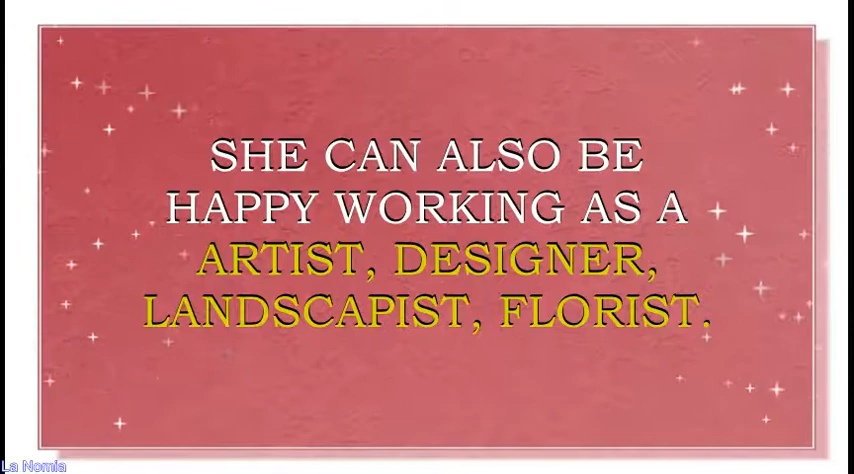 SHE CAN ALSO BE
HAPPY WORKING AS A
ARTIST, DESIGNER,
LANDSCAPIST, FLORIST.
La Nomia